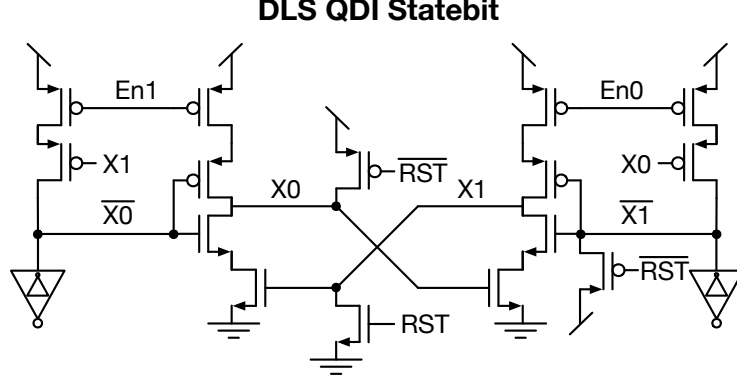 DLS QDI Statebit
En1
En0
X1
X0
X̅0̅
X0
R̅S̅T̅
X1
X̅1̅
R̅S̅T̅
RST